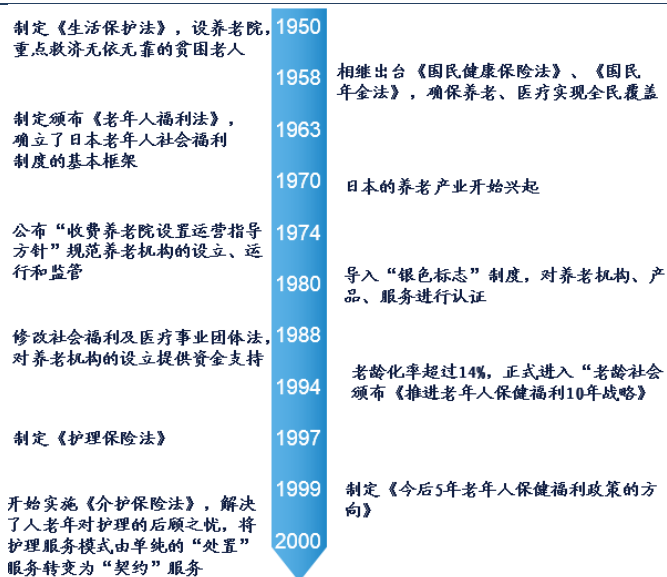 制定《生活保护法》，设养老院，
重点救济无依无靠的贫困老人
1950
1958
相继出台《国民健康保险法》、《国民
年金法》，确保养老、医疗实现全民覆盖
制定颁布《老年人福利法》，
确立了日本老年人社会福利
制度的基本框架
1963
1970
日本的养老产业开始兴起
公布“收费养老院设置运营指导
方针”规范养老机构的设立、运
行和监管
1974
1980
导入“银色标志”制度，对养老机构、产
品、服务进行认证
修改社会福利及医疗事业团体法，
对养老机构的设立提供资金支持
1988
1994
老龄化率超过14%，正式进入“老龄社会
颁布《推进老年人保健福利10年战略》
制定《护理保险法》
1997
1999
制定《今后5年老年人保健福利政策的方
向》
开始实施《介护保险法》，解决
了人老年对护理的后顾之忧，将
护理服务模式由单纯的“处置”
服务转变为“契约”服务
2000